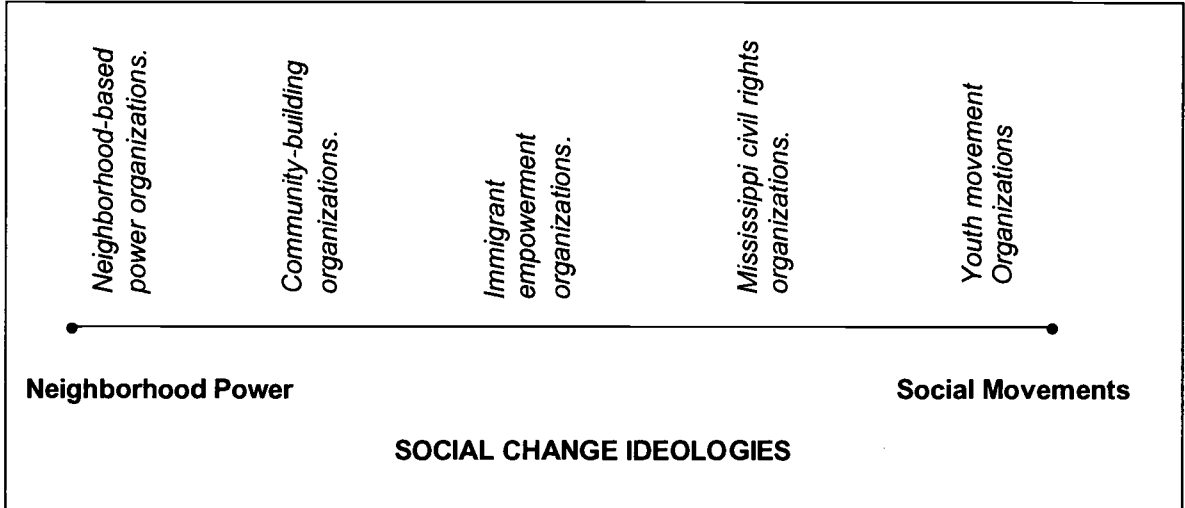 Neighborhood-based
power organizations.
Community-building
organizations.
Immigrant
empowerment
organizations.
Mississippi civil rights
organizations.
Youth movement
Organizations
Neighborhood Power
Social Movements
SOCIAL CHANGE IDEOLOGIES